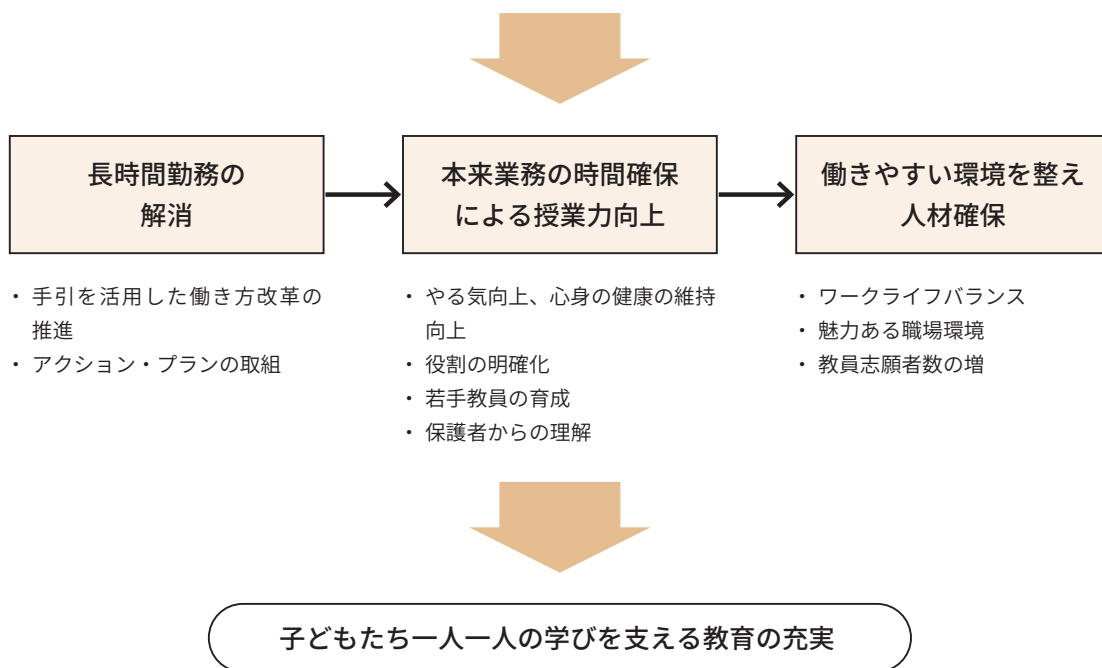 長時間勤務の
解消
本来業務の時間確保
による授業力向上
働きやすい環境を整え
人材確保
・ 手引を活用した働き方改革の
推進
・ アクション・プランの取組
・ やる気向上、心身の健康の維持
向上
・ 役割の明確化
・ 若手教員の育成
・ 保護者からの理解
・ ワークライフバランス
・ 魅力ある職場環境
・ 教員志願者数の増
子どもたち一人一人の学びを支える教育の充実